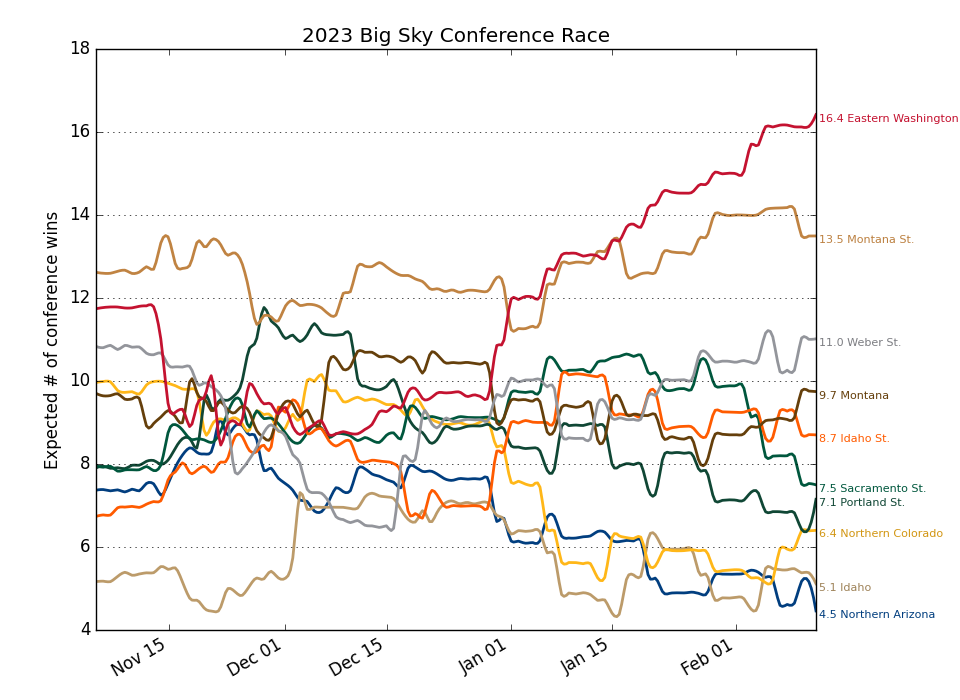 2023 Big Sky Conference Race
Expected # of conference wins
18
16
14
12
10
8
6
4
16.4 Eastern Washington
13.5 Montana St.
11.0 Weber St.
9.7 Montana
8.7 Idaho St.
7.5 Sacramento St.
7.1 Portland St.
6.4 Northern Colorado
5.1 Idaho
4.5 Northern Arizona
Nov 15
Dec 01
Dec 15
Jan 01
Jan 15
Feb 01